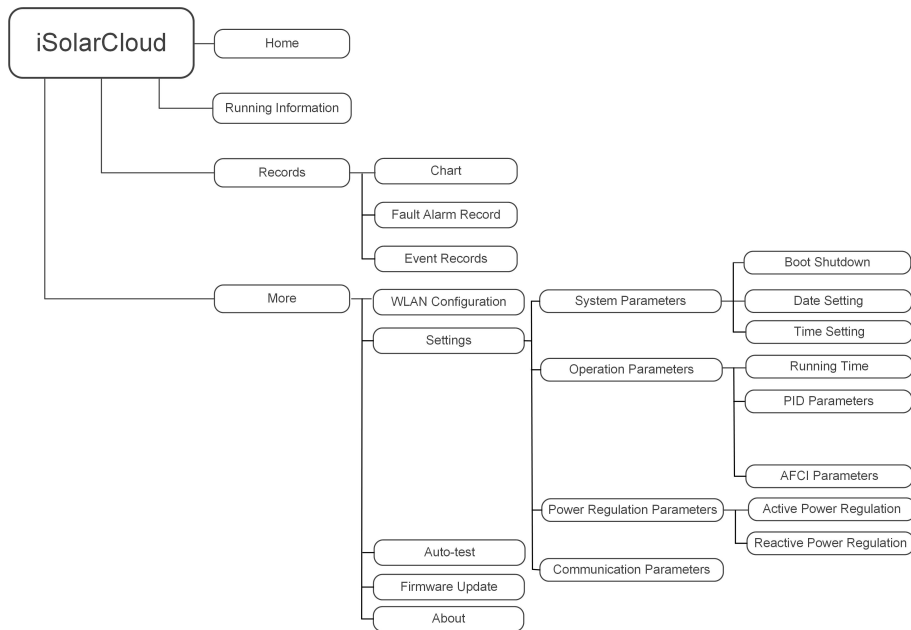 iSolarCloud
Home
Running Information
Records
Chart
Fault Alarm Record
Event Records
More
WLAN Configuration
Settings
System Parameters
Boot Shutdown
Date Setting
Time Setting
Operation Parameters
Running Time
PID Parameters
AFCI Parameters
Power Regulation Parameters
Active Power Regulation
Reactive Power Regulation
Communication Parameters
Auto-test
Firmware Update
About